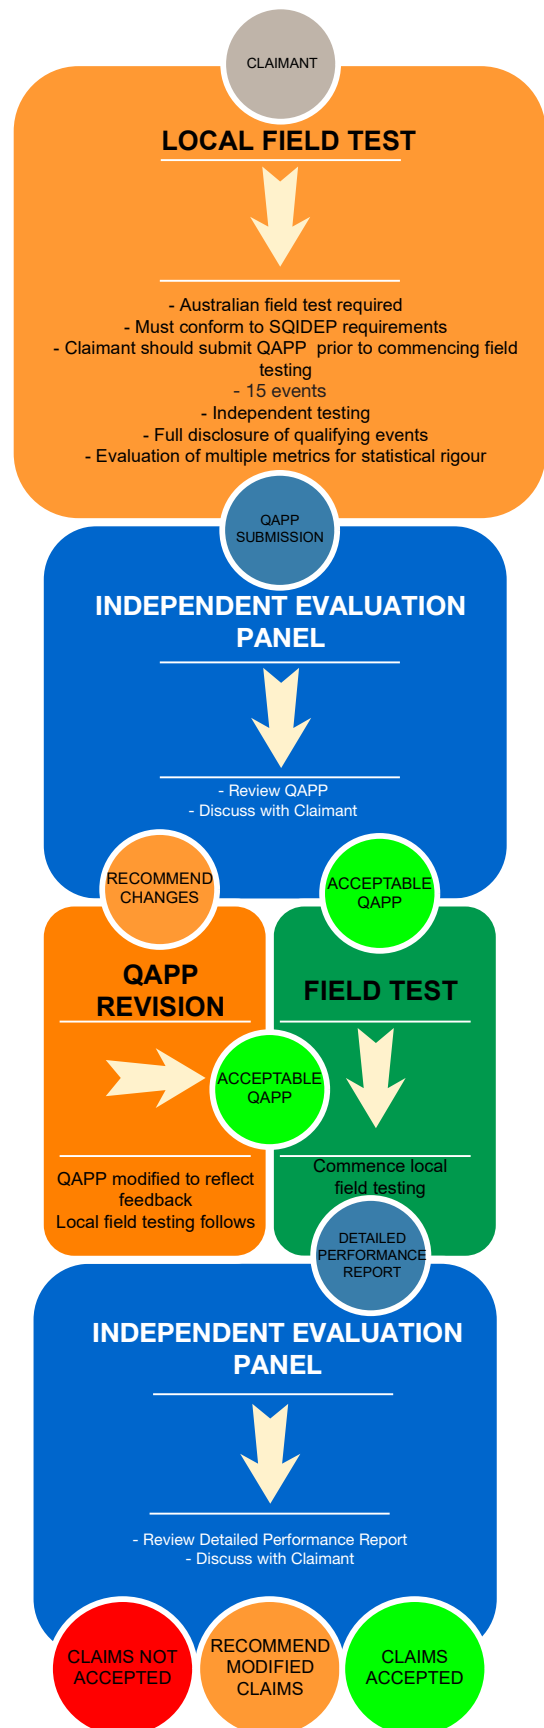 CLAIMANT
LOCAL FIELD TEST
- Australian field test required
- Must conform to SQIDEP requirements
- Claimant should submit QAPP prior to commencing field
testing
- 15 events
- Independent testing
- Full disclosure of qualifying events
- Evaluation of multiple metrics for statistical rigour
QAPP
SUBMISSION
INDEPENDENT EVALUATION
PANEL
- Review QAPP
- Discuss with Claimant
RECOMMEND
CHANGES
ACCEPTABLE
QAPP
QAPP
REVISION
FIELD TEST
ACCEPTABLE
QAPP
QAPP modified to reflect
feedback
Local field testing follows
Commence local
field testing
DETAILED
PERFORMANCE
REPORT
INDEPENDENT EVALUATION
PANEL
- Review Detailed Performance Report
- Discuss with Claimant
CLAIMS NOT
ACCEPTED
RECOMMEND
MODIFIED
CLAIMS
CLAIMS
ACCEPTED